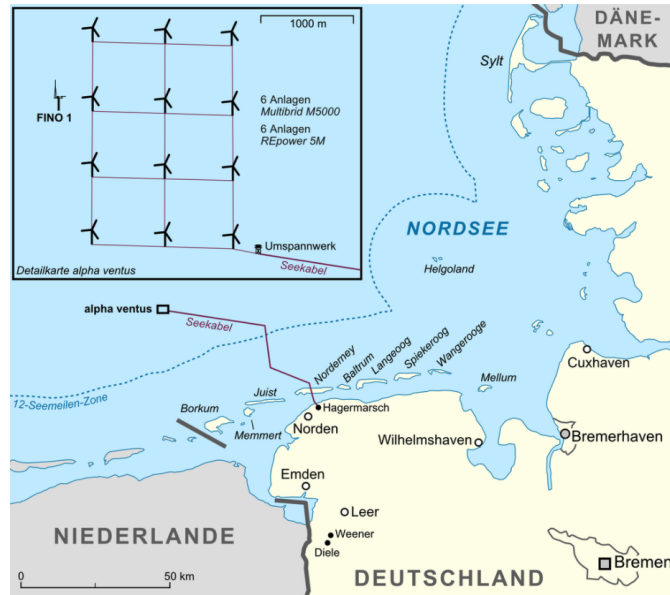 1000 m
FINO 1
6 Anlagen
Multibrid M5000
6 Anlagen
REpower 5M
Umspannwerk
Seekabel
Detailkarte alpha ventus
DÄNE-
MARK
Sylt
NORDSEE
Helgoland
alpha ventus
Seekabel
12-Seemeilen-Zone
Borkum
Juist
Memmert
Norderney
Baltrum
Langeoog
Spiekeroog
Wangerooge
Mellum
Cuxhaven
Hagermarsch
Norden
Wilhelmshaven
Bremerhaven
Emden
Leer
Weener
Diele
NIEDERLANDE
DEUTSCHLAND
Bremen
0 50 km